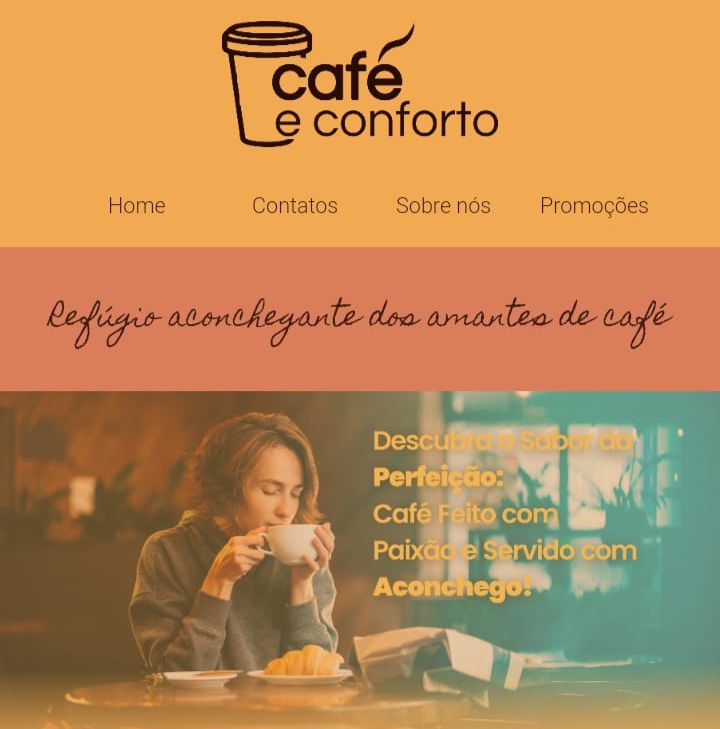 café
e conforto
Home Contatos Sobre nós Promoções
Refúgio aconchegante dos amantes de café
Descubra o Sabor da
Perfeição:
Café Feito com
Paixão e Servido com
Aconchego!